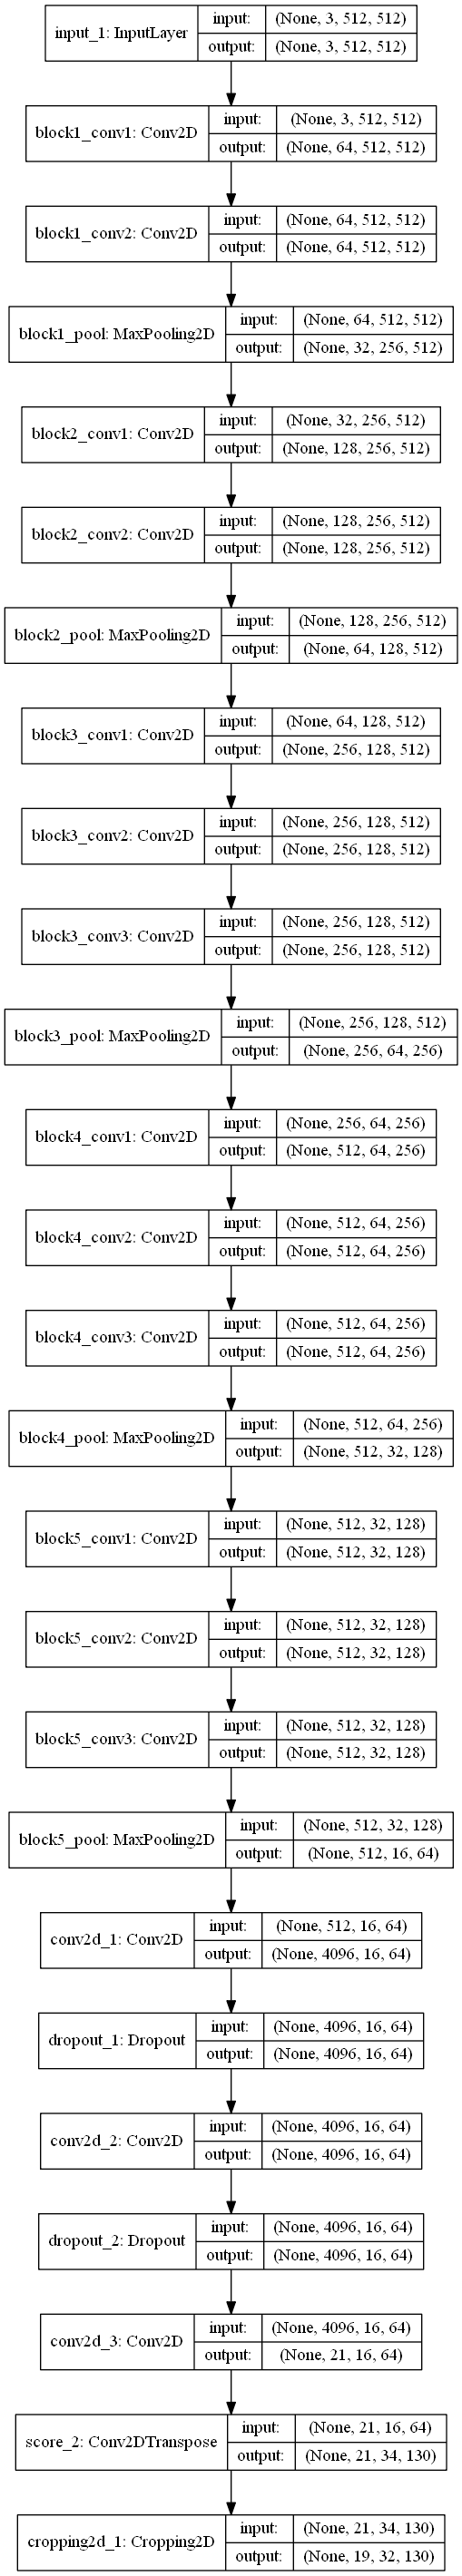 input_1: InputLayer
input: (None, 3, 512, 512)
output: (None, 3, 512, 512)
block1_conv1: Conv2D
input: (None, 3, 512, 512)
output: (None, 64, 512, 512)
block1_conv2: Conv2D
input: (None, 64, 512, 512)
output: (None, 64, 512, 512)
block1_pool: MaxPooling2D
input: (None, 64, 512, 512)
output: (None, 32, 256, 512)
block2_conv1: Conv2D
input: (None, 32, 256, 512)
output: (None, 128, 256, 512)
block2_conv2: Conv2D
input: (None, 128, 256, 512)
output: (None, 128, 256, 512)
block2_pool: MaxPooling2D
input: (None, 128, 256, 512)
output: (None, 64, 128, 512)
block3_conv1: Conv2D
input: (None, 64, 128, 512)
output: (None, 256, 128, 512)
block3_conv2: Conv2D
input: (None, 256, 128, 512)
output: (None, 256, 128, 512)
block3_conv3: Conv2D
input: (None, 256, 128, 512)
output: (None, 256, 128, 512)
block3_pool: MaxPooling2D
input: (None, 256, 128, 512)
output: (None, 256, 64, 256)
block4_conv1: Conv2D
input: (None, 256, 64, 256)
output: (None, 512, 64, 256)
block4_conv2: Conv2D
input: (None, 512, 64, 256)
output: (None, 512, 64, 256)
block4_conv3: Conv2D
input: (None, 512, 64, 256)
output: (None, 512, 64, 256)
block4_pool: MaxPooling2D
input: (None, 512, 64, 256)
output: (None, 512, 32, 128)
block5_conv1: Conv2D
input: (None, 512, 32, 128)
output: (None, 512, 32, 128)
block5_conv2: Conv2D
input: (None, 512, 32, 128)
output: (None, 512, 32, 128)
block5_conv3: Conv2D
input: (None, 512, 32, 128)
output: (None, 512, 32, 128)
block5_pool: MaxPooling2D
input: (None, 512, 32, 128)
output: (None, 512, 16, 64)
conv2d_1: Conv2D
input: (None, 512, 16, 64)
output: (None, 4096, 16, 64)
dropout_1: Dropout
input: (None, 4096, 16, 64)
output: (None, 4096, 16, 64)
conv2d_2: Conv2D
input: (None, 4096, 16, 64)
output: (None, 4096, 16, 64)
dropout_2: Dropout
input: (None, 4096, 16, 64)
output: (None, 4096, 16, 64)
conv2d_3: Conv2D
input: (None, 4096, 16, 64)
output: (None, 21, 16, 64)
score_2: Conv2DTranspose
input: (None, 21, 16, 64)
output: (None, 21, 34, 130)
cropping2d_1: Cropping2D
input: (None, 21, 34, 130)
output: (None, 19, 32, 130)